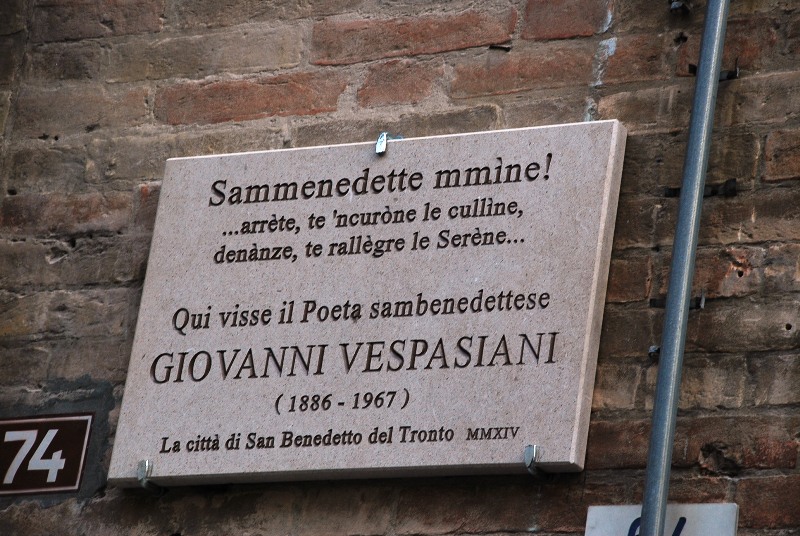 Sammenedette mmìne!
...arrète, te 'ncuròne le cullìne,
denànze, te rallègre le Serène...
Qui visse il Poeta sambenedettese
GIOVANNI VESPASIANI
( 1886 - 1967 )
La città di San Benedetto del Tronto MMXIV
74